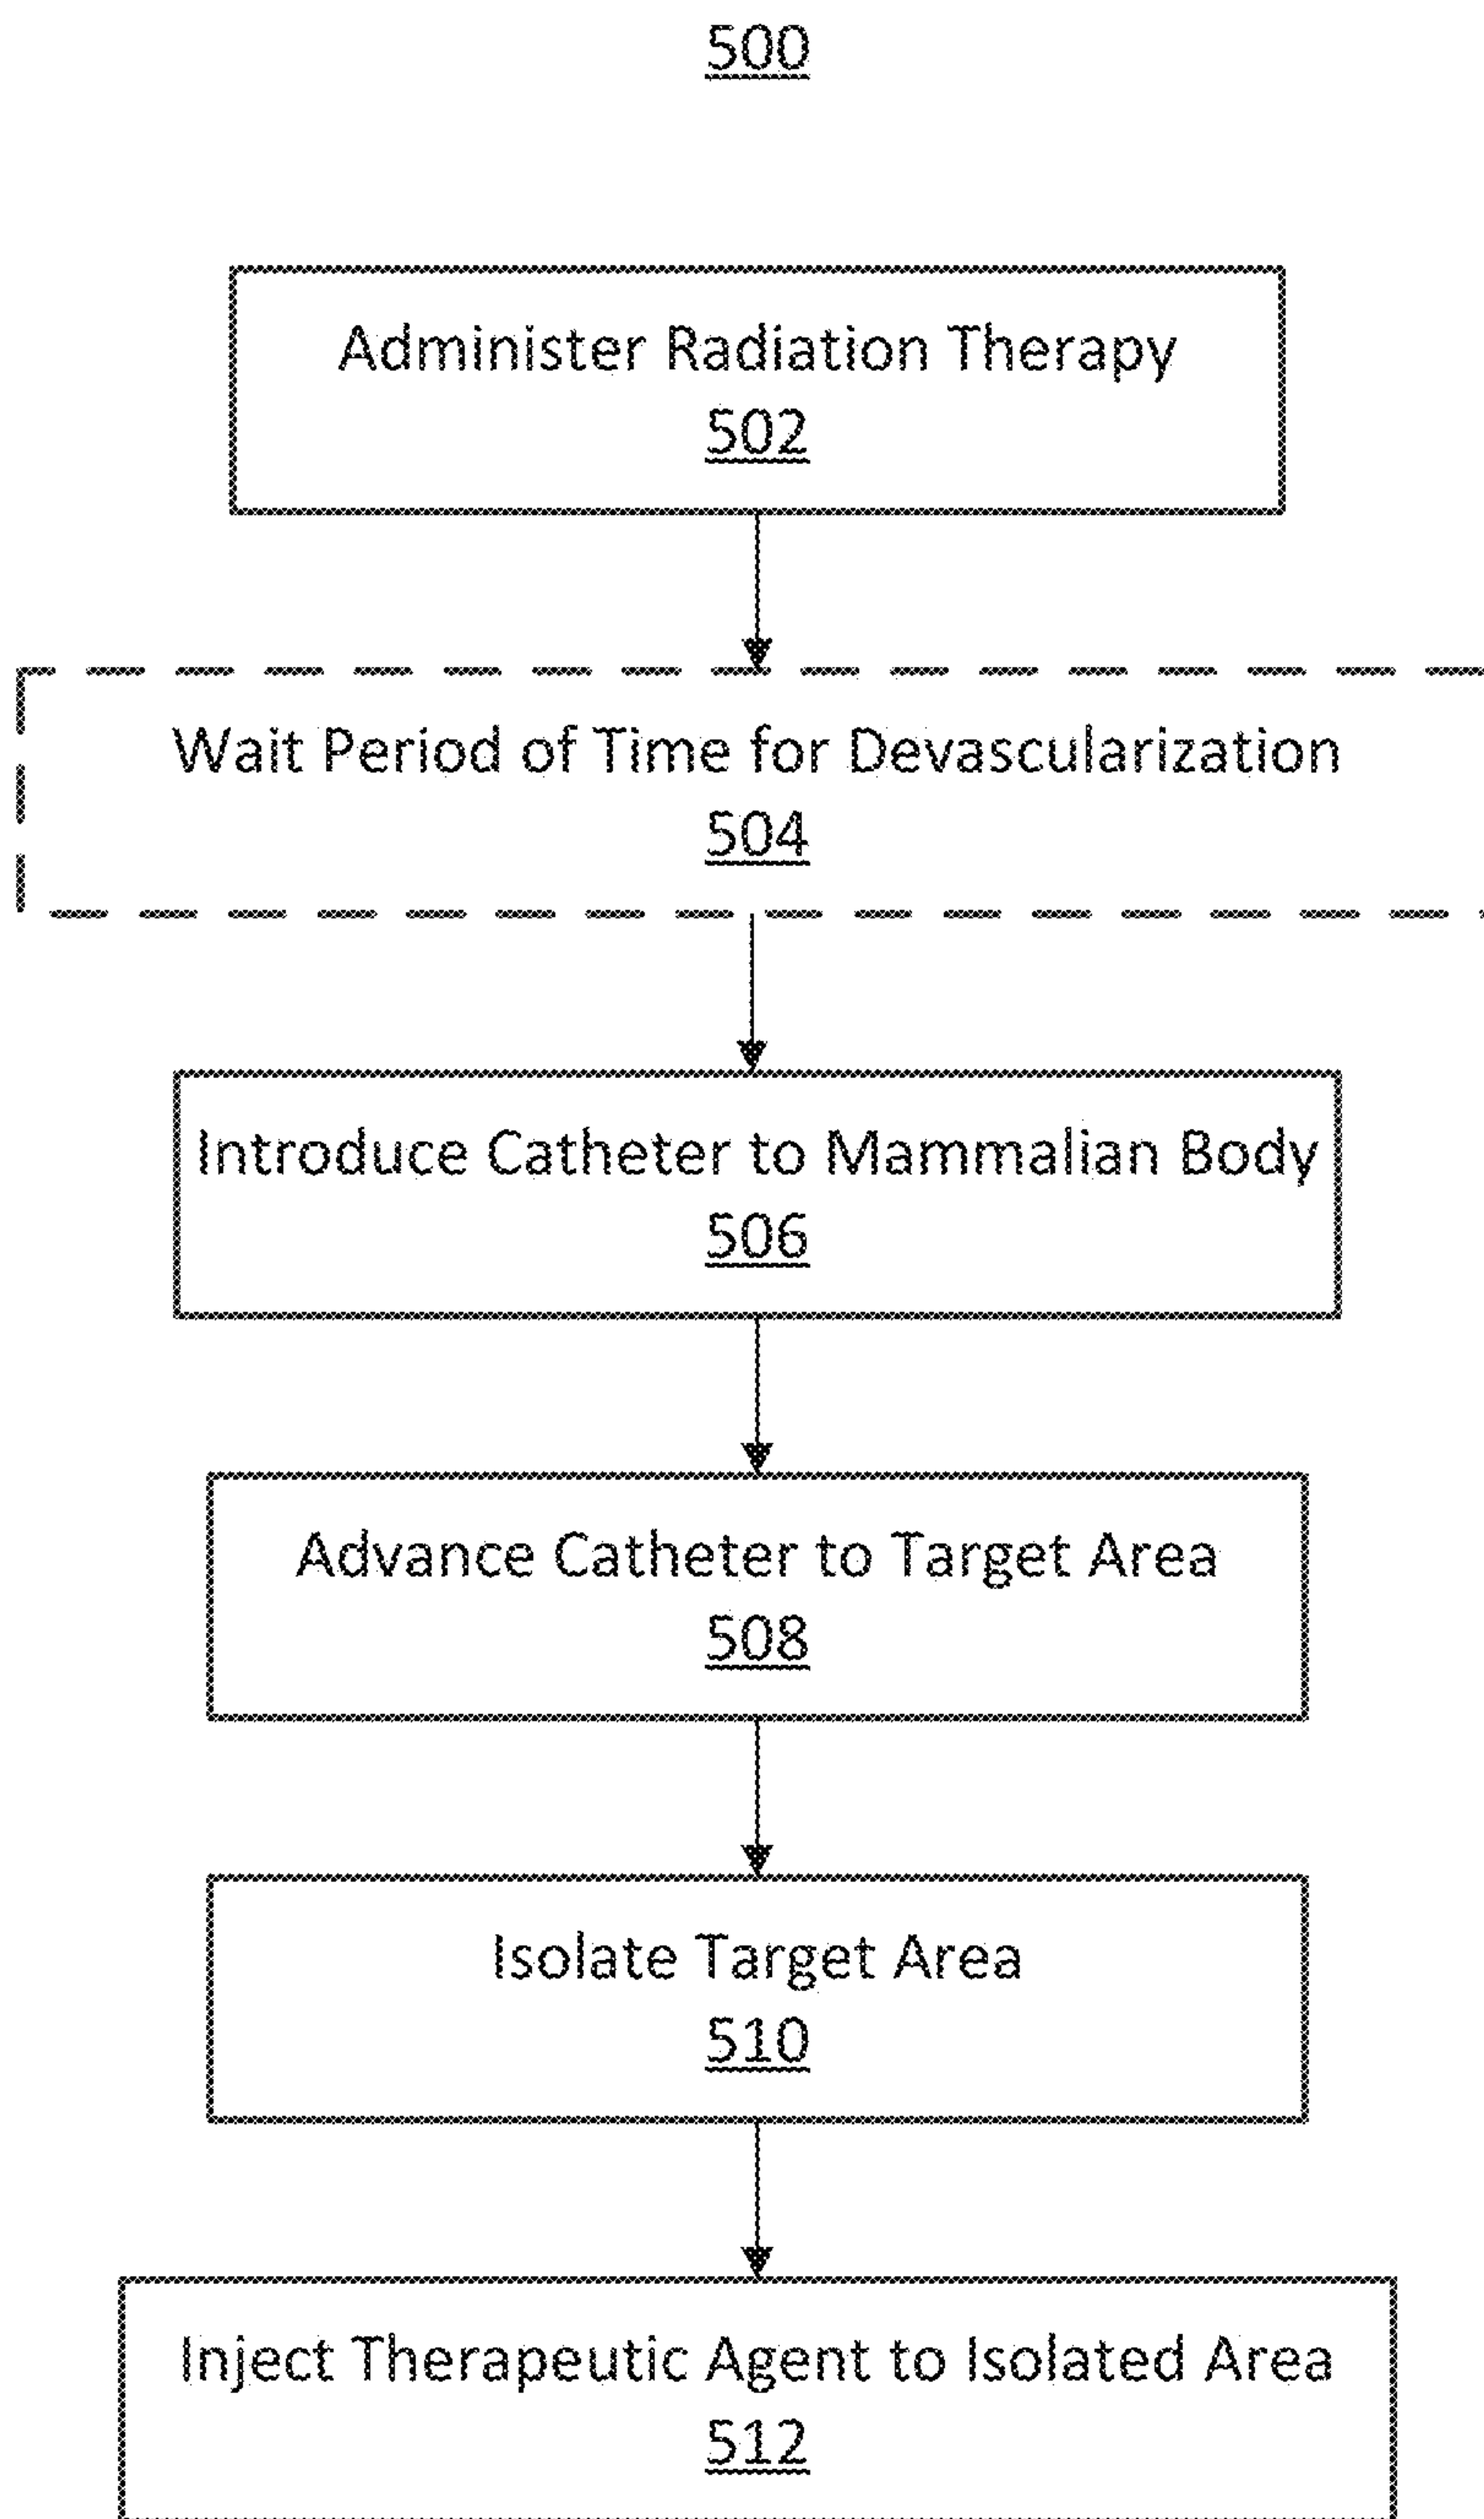 500
Administer Radiation Therapy
502
Wait Period of Time for Devascularization
504
Introduce Catheter to Mammalian Body
506
Advance Catheter to Target Area
508
Isolate Target Area
510
Inject Therapeutic Agent to Isolated Area
512